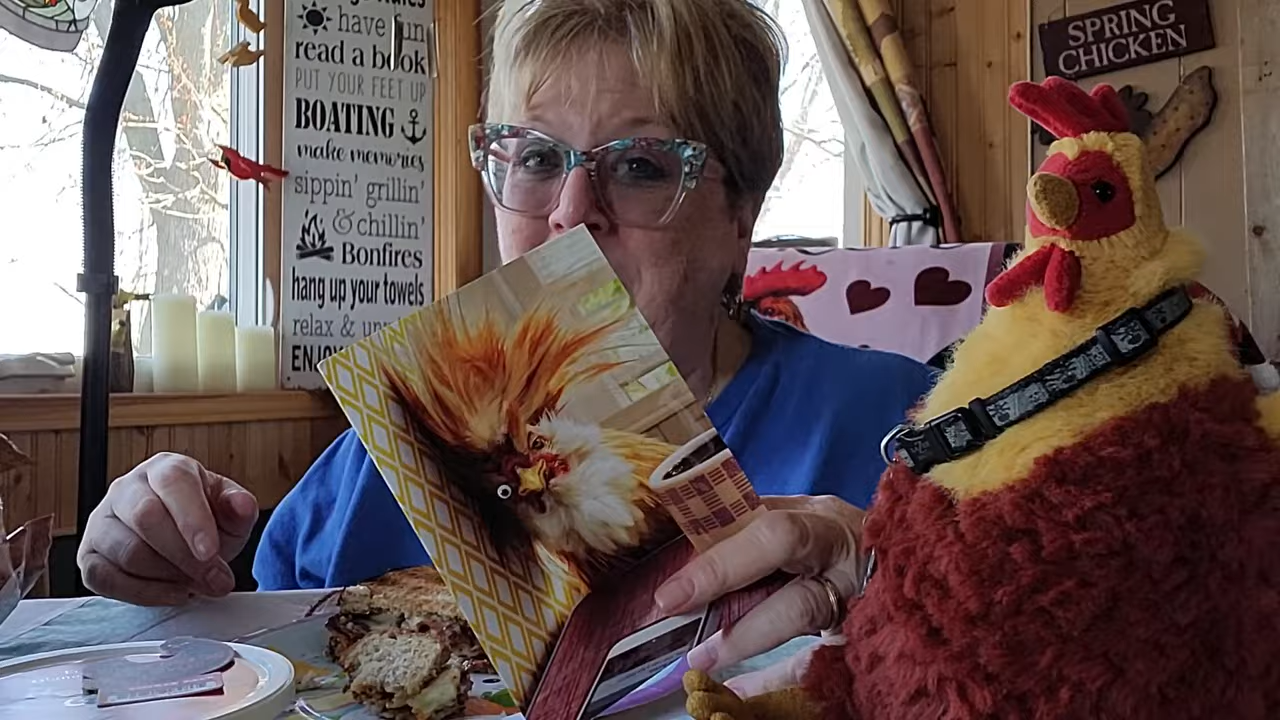 have fun
read a book
PUT YOUR FEET UP
BOATING
make memories
sippin' grillin'
& chillin'
Bonfires
hang up your towels
relax &
SPRING
CHICKEN